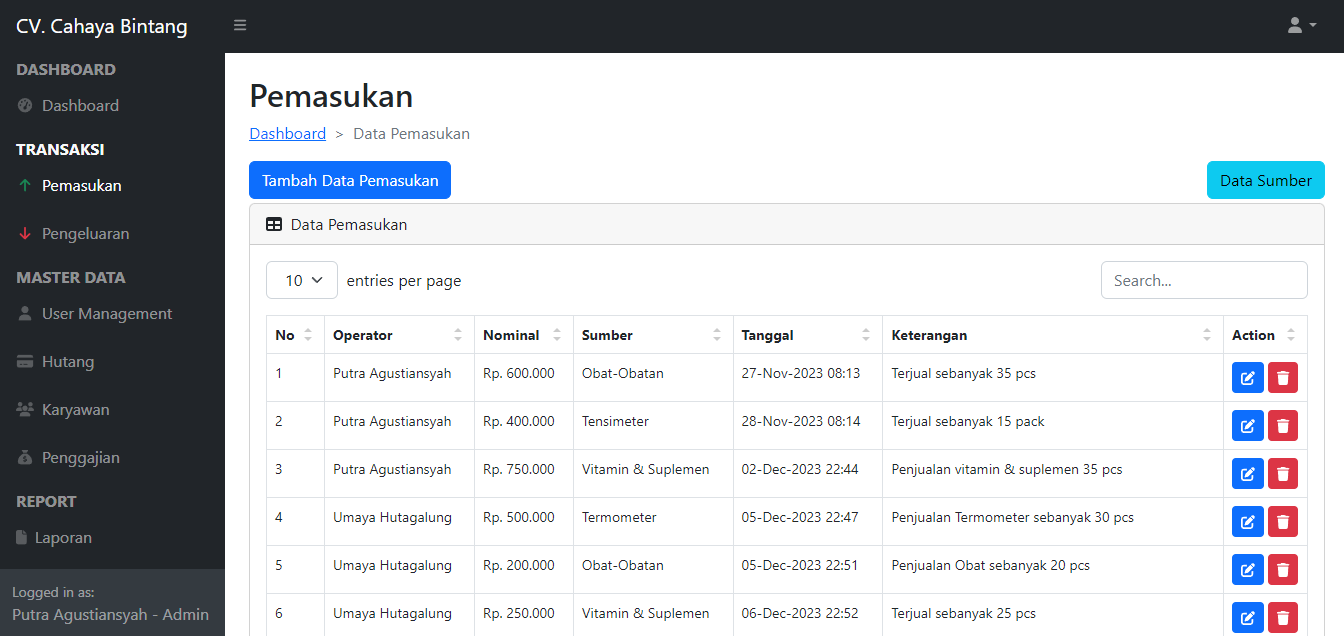 CV. Cahaya Bintang
DASHBOARD
Dashboard
TRANSAKSI
Pemasukan
Pengeluaran
MASTER DATA
User Management
Hutang
Karyawan
Penggajian
REPORT
Laporan
Logged in as:
Putra Agustiansyah - Admin
Pemasukan
Dashboard > Data Pemasukan
Tambah Data Pemasukan Data Sumber
Data Pemasukan
10 entries per page Search...
No Operator Nominal Sumber Tanggal Keterangan Action
1 Putra Agustiansyah Rp. 600.000 Obat-Obatan 27-Nov-2023 08:13 Terjual sebanyak 35 pcs
2 Putra Agustiansyah Rp. 400.000 Tensimeter 28-Nov-2023 08:14 Terjual sebanyak 15 pack
3 Putra Agustiansyah Rp. 750.000 Vitamin & Suplemen 02-Dec-2023 22:44 Penjualan vitamin & suplemen 35 pcs
4 Umaya Hutagalung Rp. 500.000 Termometer 05-Dec-2023 22:47 Penjualan Termometer sebanyak 30 pcs
5 Umaya Hutagalung Rp. 200.000 Obat-Obatan 05-Dec-2023 22:51 Penjualan Obat sebanyak 20 pcs
6 Umaya Hutagalung Rp. 250.000 Vitamin & Suplemen 06-Dec-2023 22:52 Terjual sebanyak 25 pcs